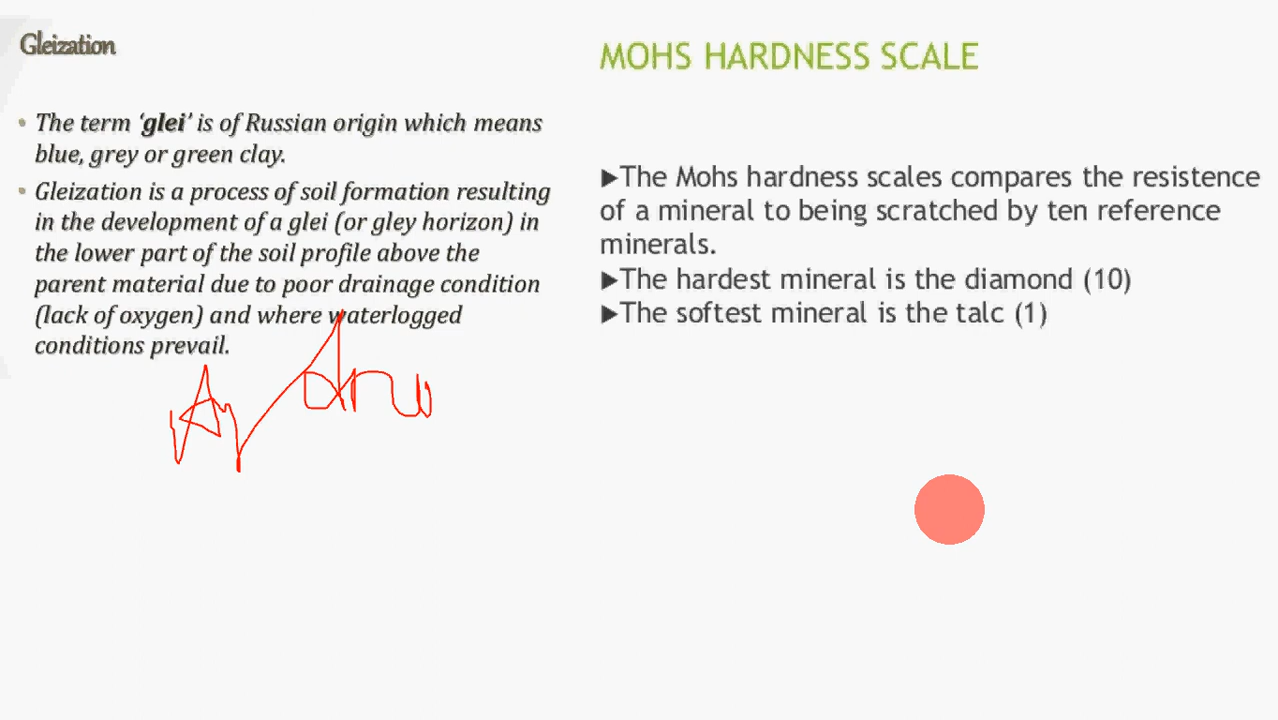 Gleization
• The term ‘glei’ is of Russian origin which means
blue, grey or green clay.
• Gleization is a process of soil formation resulting
in the development of a glei (or gley horizon) in
the lower part of the soil profile above the
parent material due to poor drainage condition
(lack of oxygen) and where waterlogged
conditions prevail.
MOHS HARDNESS SCALE
▶The Mohs hardness scales compares the resistence
of a mineral to being scratched by ten reference
minerals.
▶The hardest mineral is the diamond (10)
▶The softest mineral is the talc (1)